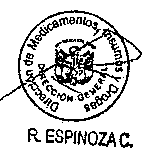 Dirección de Medicamentos, Insumos y Drogas
DIRECCIÓN General
R. ESPINOZA C.